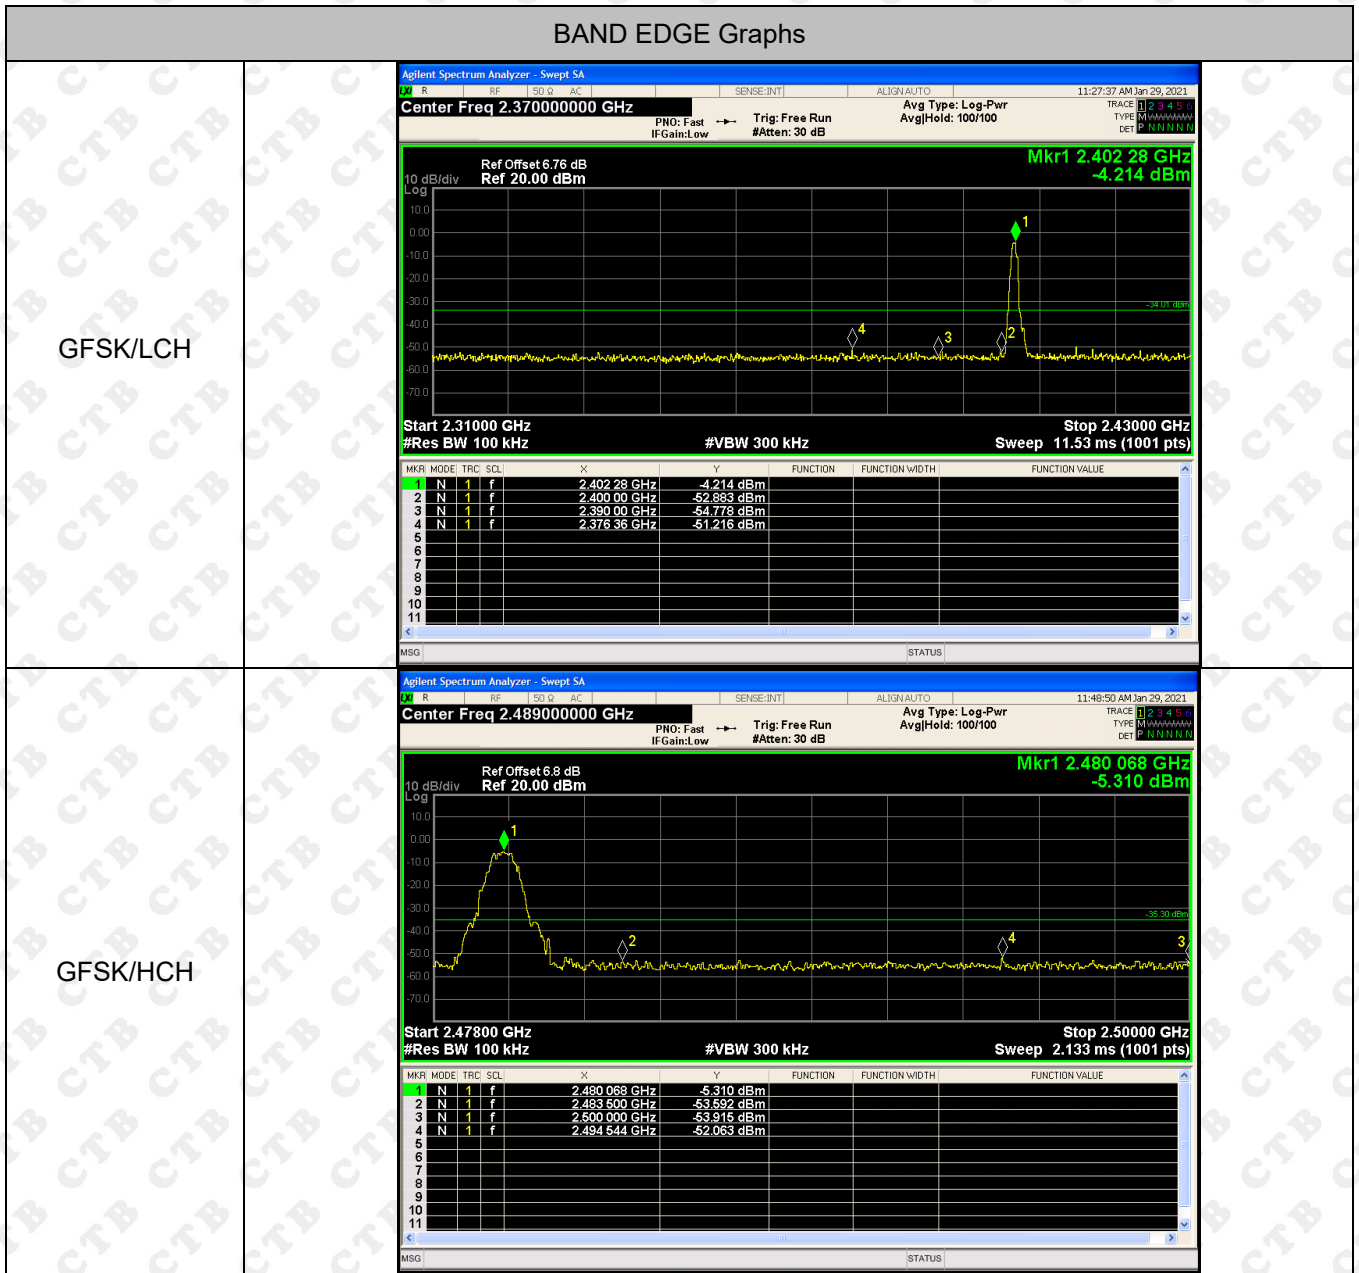 BAND EDGE Graphs
GFSK/LCH
Agilent Spectrum Analyzer - Swept SA
LXI R RF 50 Ω AC SENSE:INT ALIGN AUTO 11:27:37 AM Jan 29, 2021
Center Freq 2.370000000 GHz Avg Type: Log-Pwr TRACE 1 2 3 4 5 6
PNO: Fast Trig: Free Run Avg|Hold: 100/100 TYPE M
IFGain:Low #Atten: 30 dB DET P N N N N N
Mkr1 2.402 28 GHz
Ref Offset 6.76 dB
10 dB/div Ref 20.00 dBm -4.214 dBm
Log
10.0
0.00
-10.0
-20.0
-30.0
-34.01 dBm
-40.0
-50.0
-60.0
-70.0
1
4
3
2
Start 2.31000 GHz Stop 2.43000 GHz
#Res BW 100 kHz #VBW 300 kHz Sweep 11.53 ms (1001 pts)
MKR MODE TRC SCL X Y FUNCTION FUNCTION WIDTH FUNCTION VALUE
1 N 1 f 2.402 28 GHz -4.214 dBm
2 N 1 f 2.400 00 GHz -52.883 dBm
3 N 1 f 2.390 00 GHz -54.778 dBm
4 N 1 f 2.376 36 GHz -51.216 dBm
5
6
7
8
9
10
11
MSG STATUS
GFSK/HCH
Agilent Spectrum Analyzer - Swept SA
LXI R RF 50 Ω AC SENSE:INT ALIGN AUTO 11:48:50 AM Jan 29, 2021
Center Freq 2.489000000 GHz Avg Type: Log-Pwr TRACE 1 2 3 4 5 6
PNO: Fast Trig: Free Run Avg|Hold: 100/100 TYPE M
IFGain:Low #Atten: 30 dB DET P N N N N N
Mkr1 2.480 068 GHz
Ref Offset 6.8 dB
10 dB/div Ref 20.00 dBm -5.310 dBm
Log
10.0
0.00
-10.0
-20.0
-30.0
-35.30 dBm
-40.0
-50.0
-60.0
-70.0
1
2
4
3
Start 2.47800 GHz Stop 2.50000 GHz
#Res BW 100 kHz #VBW 300 kHz Sweep 2.133 ms (1001 pts)
MKR MODE TRC SCL X Y FUNCTION FUNCTION WIDTH FUNCTION VALUE
1 N 1 f 2.480 068 GHz -5.310 dBm
2 N 1 f 2.483 500 GHz -53.592 dBm
3 N 1 f 2.500 000 GHz -53.915 dBm
4 N 1 f 2.494 544 GHz -52.063 dBm
5
6
7
8
9
10
11
MSG STATUS